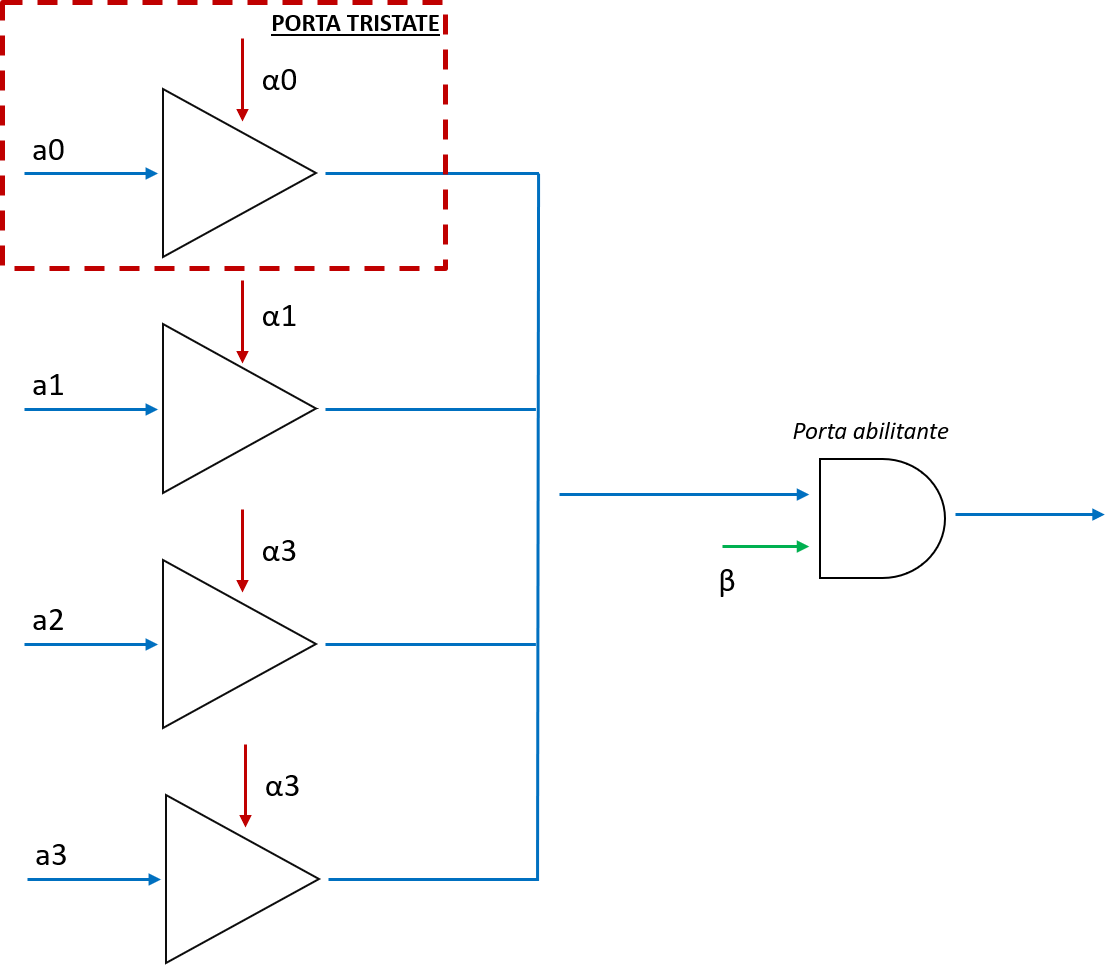 PORTA TRISTATE
α0
a0
α1
a1
Porta abilitante
α3
β
a2
α3
a3